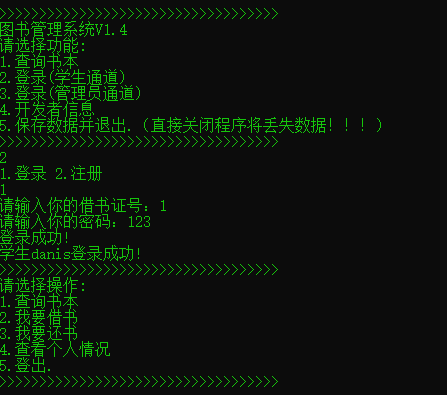 >>>>>>>>>>>>>>>>>>>>>>>>>>>>>>>>>>>
图书管理系统V1.4
请选择功能:
1.查询书本
2.登录(学生通道)
3.登录(管理员通道)
4.开发者信息
5.保存数据并退出.(直接关闭程序将丢失数据！！！)
>>>>>>>>>>>>>>>>>>>>>>>>>>>>>>>>>>>
2
1.登录 2.注册
1
请输入你的借书证号：1
请输入你的密码：123
登录成功!
学生danis登录成功!
>>>>>>>>>>>>>>>>>>>>>>>>>>>>>>>>>>>
请选择操作:
1.查询书本
2.我要借书
3.我要还书
4.查看个人情况
5.登出.
>>>>>>>>>>>>>>>>>>>>>>>>>>>>>>>>>>>